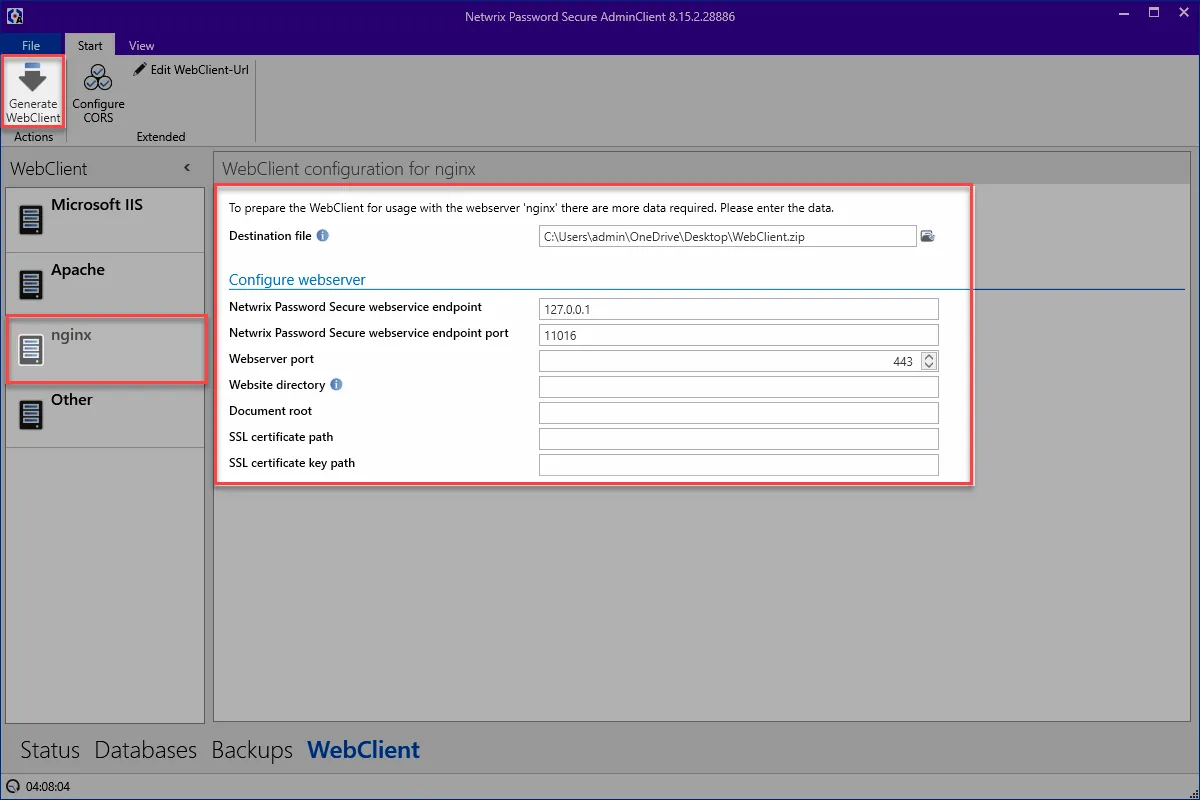 Netwrix Password Secure AdminClient 8.15.2.28886
File Start View
Generate WebClient
Configure CORS
Edit WebClient-Url
Actions Extended
WebClient
WebClient configuration for nginx
Microsoft IIS
Apache
nginx
Other
To prepare the WebClient for usage with the webserver 'nginx' there are more data required. Please enter the data.
Destination file C:\Users\admin\OneDrive\Desktop\WebClient.zip
Configure webserver
Netwrix Password Secure webservice endpoint 127.0.0.1
Netwrix Password Secure webservice endpoint port 11016
Webserver port 443
Website directory
Document root
SSL certificate path
SSL certificate key path
Status Databases Backups WebClient
04:08:04